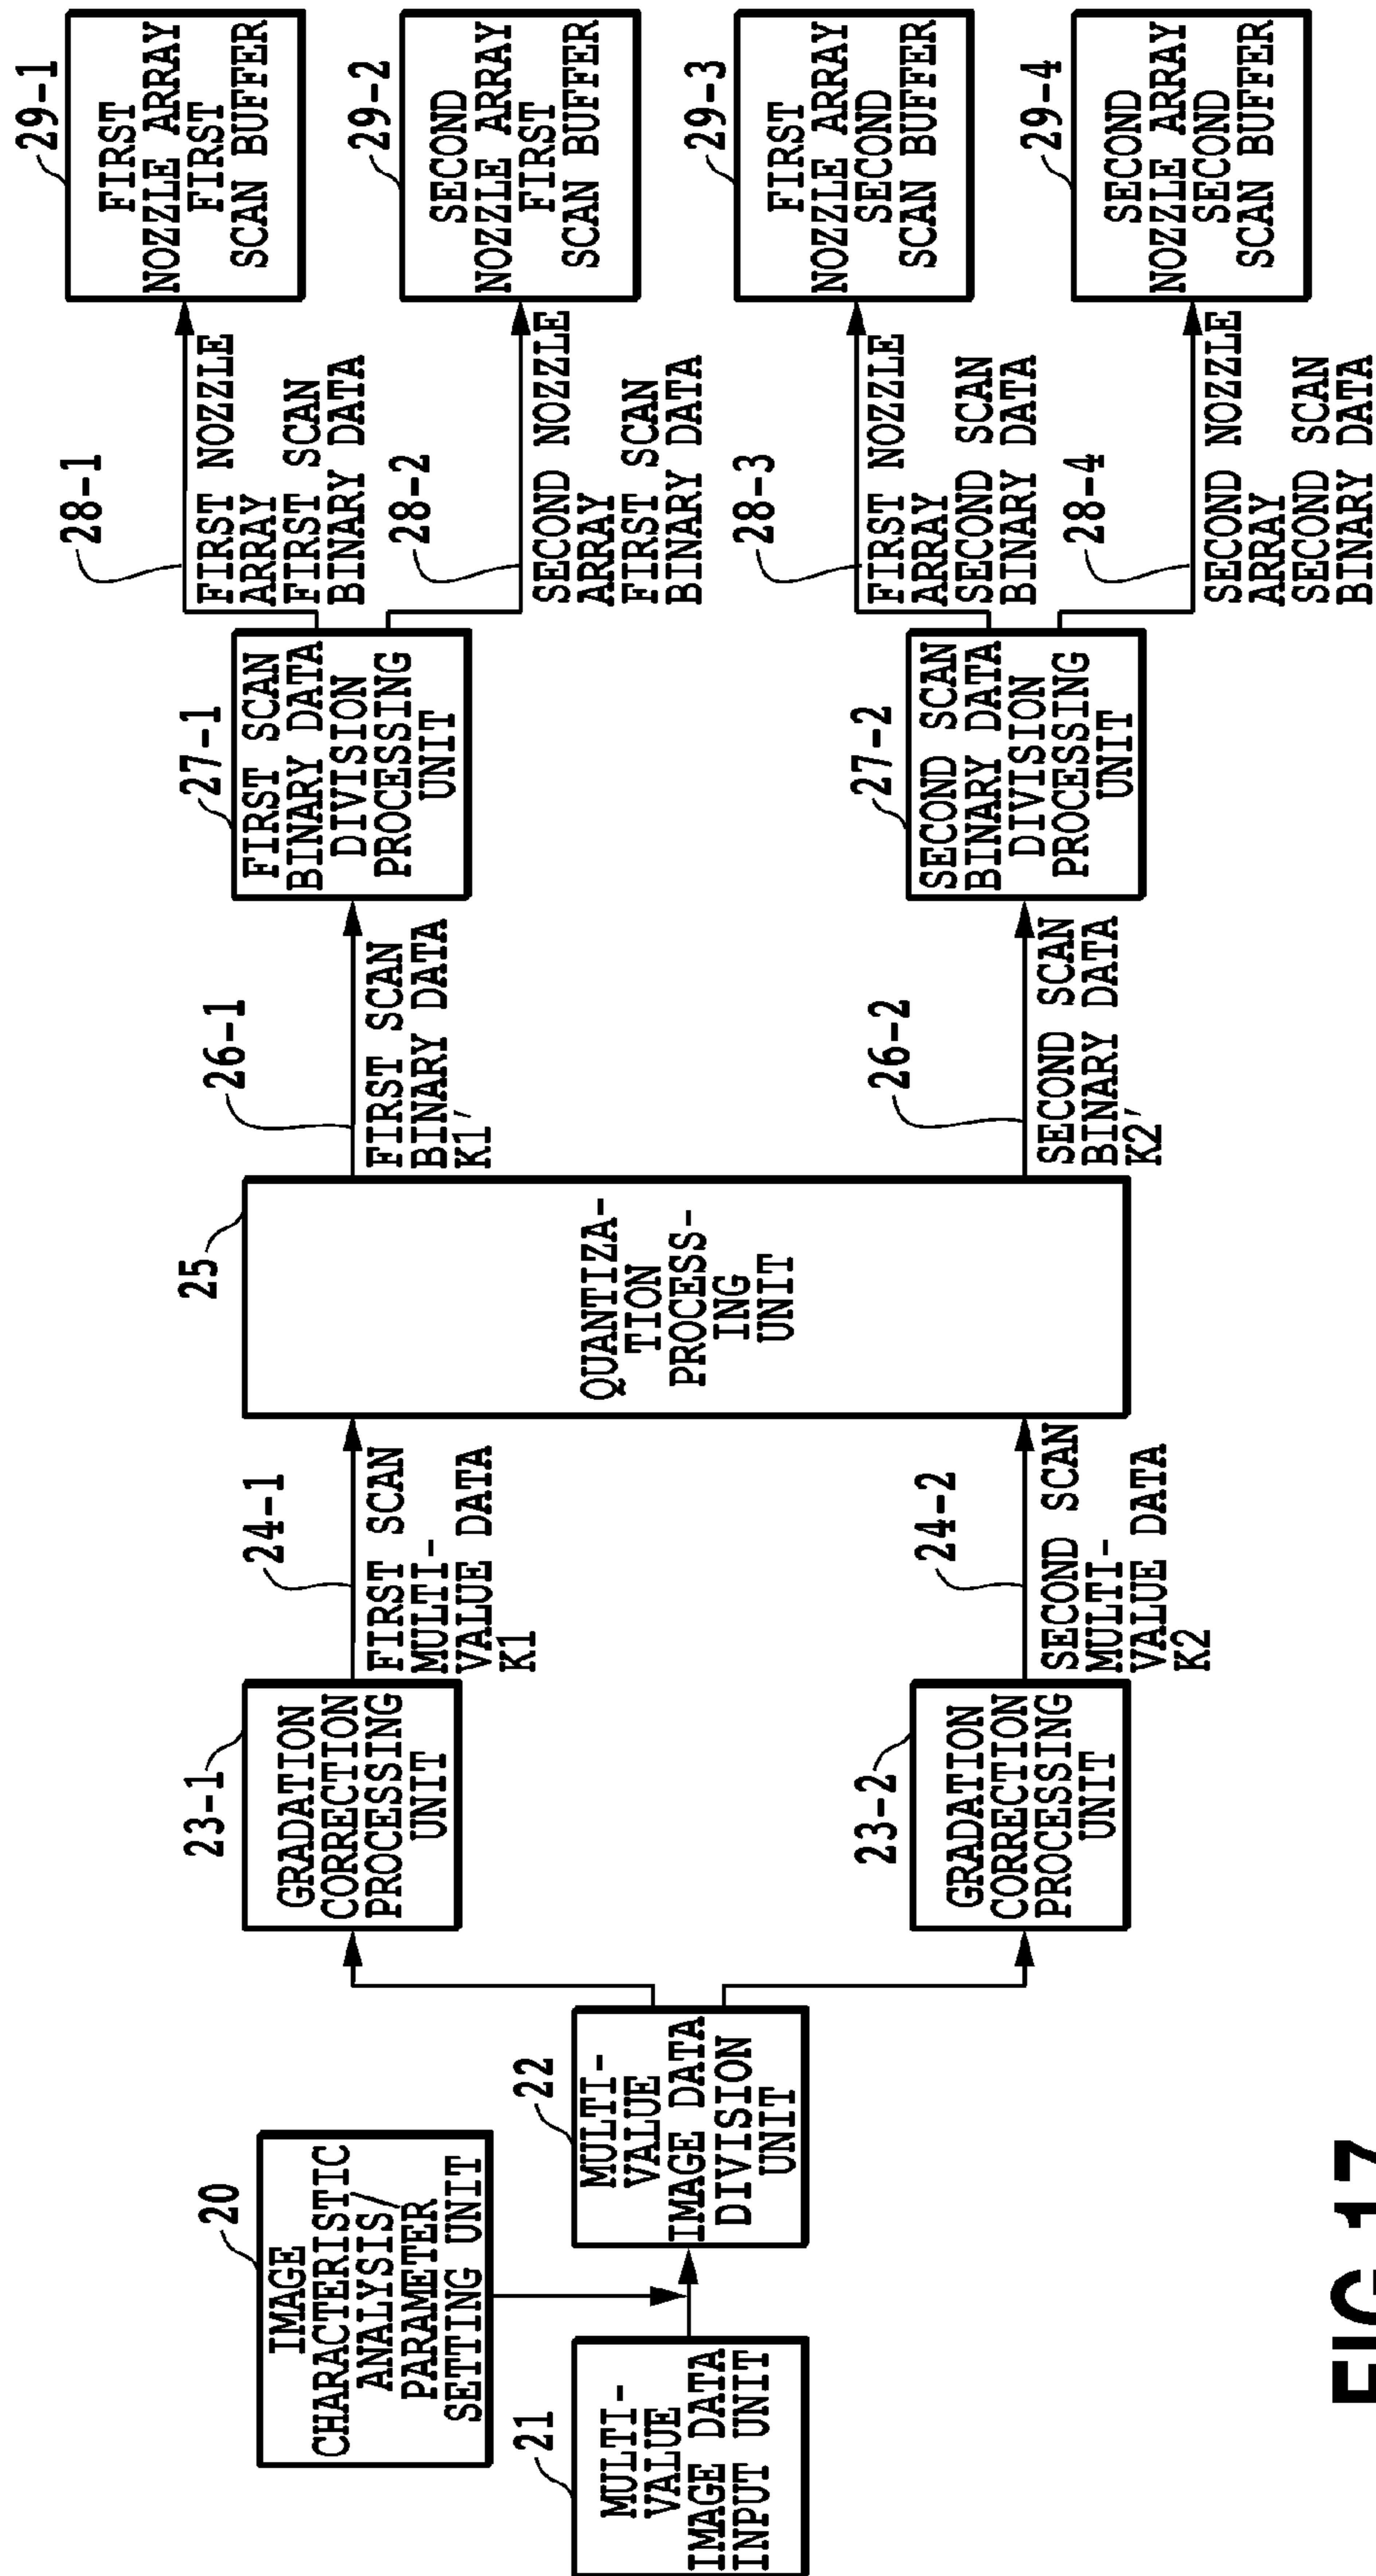 20
IMAGE
CHARACTERISTIC
ANALYSIS/
PARAMETER
SETTING UNIT
21
MULTI-
VALUE
IMAGE DATA
INPUT UNIT
22
MULTI-
VALUE
IMAGE DATA
DIVISION
UNIT
23-1
GRADATION
CORRECTION
PROCESSING
UNIT
23-2
GRADATION
CORRECTION
PROCESSING
UNIT
24-1
FIRST SCAN
MULTI-
VALUE DATA
K1
24-2
SECOND SCAN
MULTI-
VALUE DATA
K2
25
QUANTIZA-
TION
PROCESS-
ING
UNIT
26-1
FIRST SCAN
BINARY DATA
K1′
26-2
SECOND SCAN
BINARY DATA
K2′
27-1
FIRST SCAN
BINARY DATA
DIVISION
PROCESSING
UNIT
27-2
SECOND SCAN
BINARY DATA
DIVISION
PROCESSING
UNIT
28-1
FIRST NOZZLE
ARRAY
FIRST SCAN
BINARY DATA
28-2
SECOND NOZZLE
ARRAY
FIRST SCAN
BINARY DATA
28-3
FIRST NOZZLE
ARRAY
SECOND SCAN
BINARY DATA
28-4
SECOND NOZZLE
ARRAY
SECOND SCAN
BINARY DATA
29-1
FIRST
NOZZLE ARRAY
FIRST
SCAN BUFFER
29-2
SECOND
NOZZLE ARRAY
FIRST
SCAN BUFFER
29-3
FIRST
NOZZLE ARRAY
SECOND
SCAN BUFFER
29-4
SECOND
NOZZLE ARRAY
SECOND
SCAN BUFFER
FIG.17